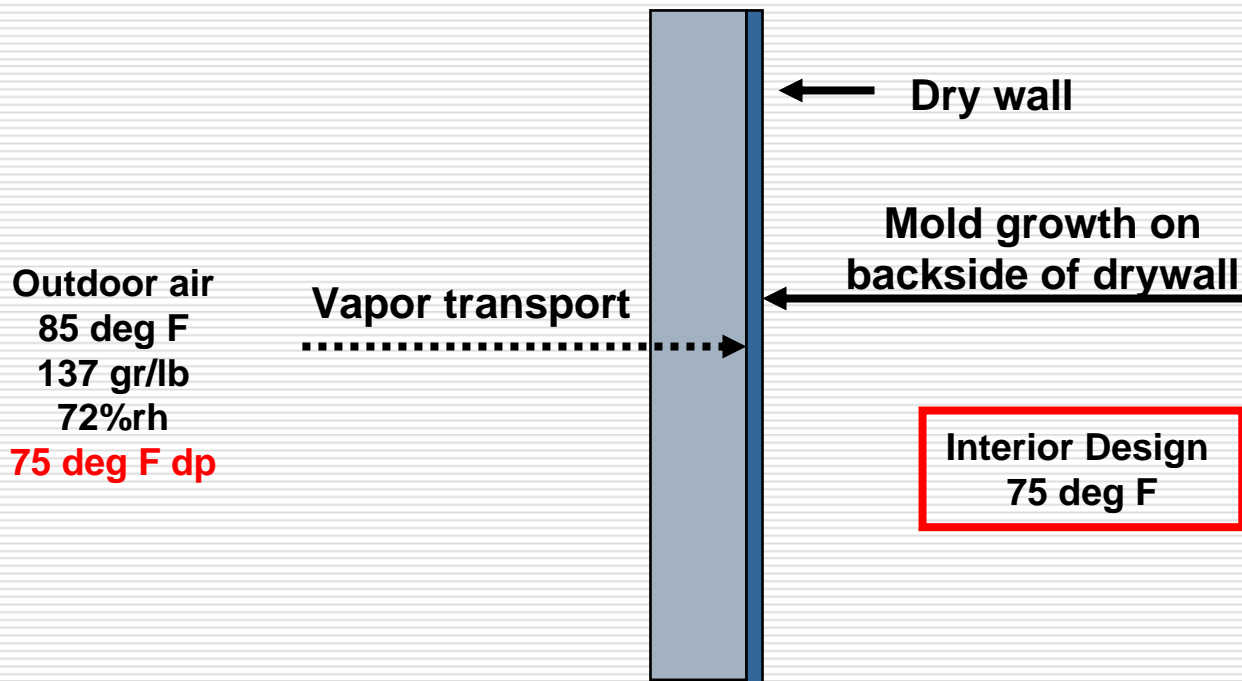 Dry wall
Mold growth on
backside of drywall
Outdoor air
85 deg F
137 gr/lb
72%rh
75 deg F dp
Vapor transport
Interior Design
75 deg F